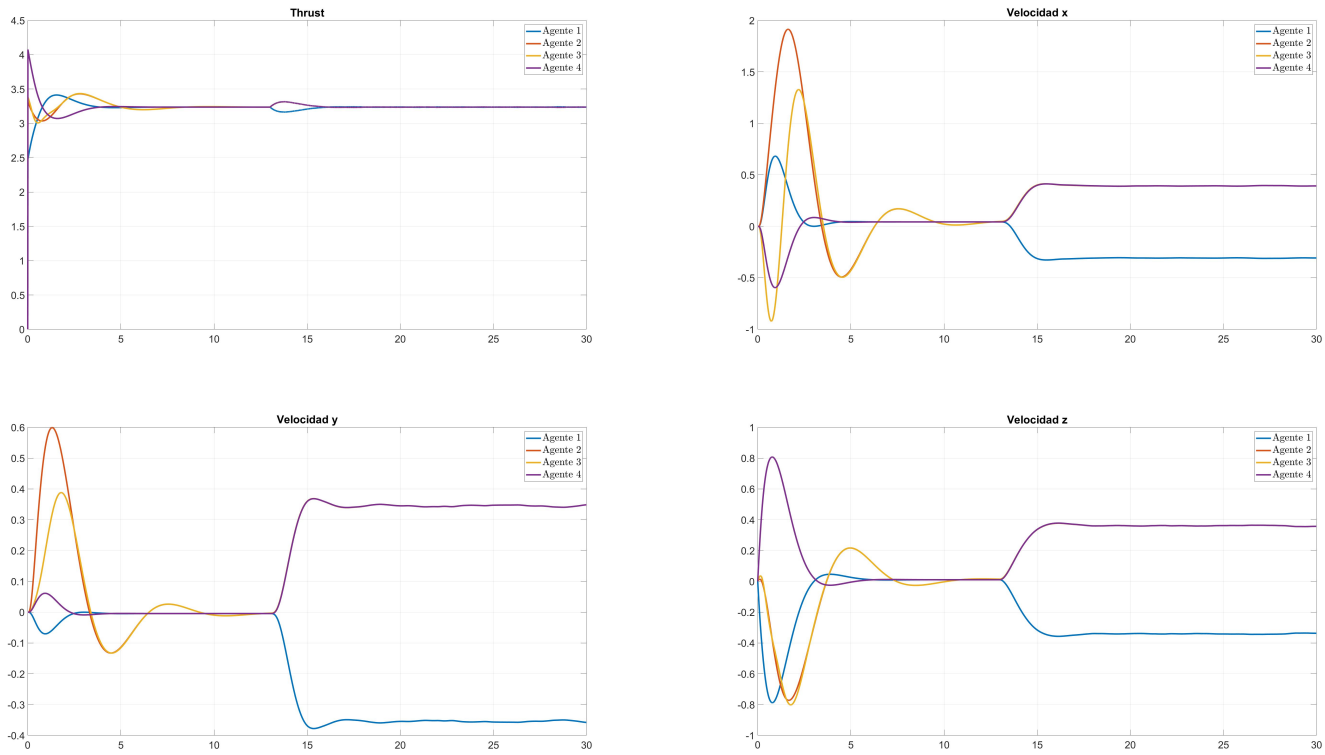 Thrust
4.5
4
3.5
3
2.5
2
1.5
1
0.5
0
0 5 10 15 20 25 30
Agente 1
Agente 2
Agente 3
Agente 4
Velocidad x
2
1.5
1
0.5
0
-0.5
-1
0 5 10 15 20 25 30
Agente 1
Agente 2
Agente 3
Agente 4
Velocidad y
0.6
0.5
0.4
0.3
0.2
0.1
0
-0.1
-0.2
-0.3
-0.4
0 5 10 15 20 25 30
Agente 1
Agente 2
Agente 3
Agente 4
Velocidad z
1
0.8
0.6
0.4
0.2
0
-0.2
-0.4
-0.6
-0.8
-1
0 5 10 15 20 25 30
Agente 1
Agente 2
Agente 3
Agente 4